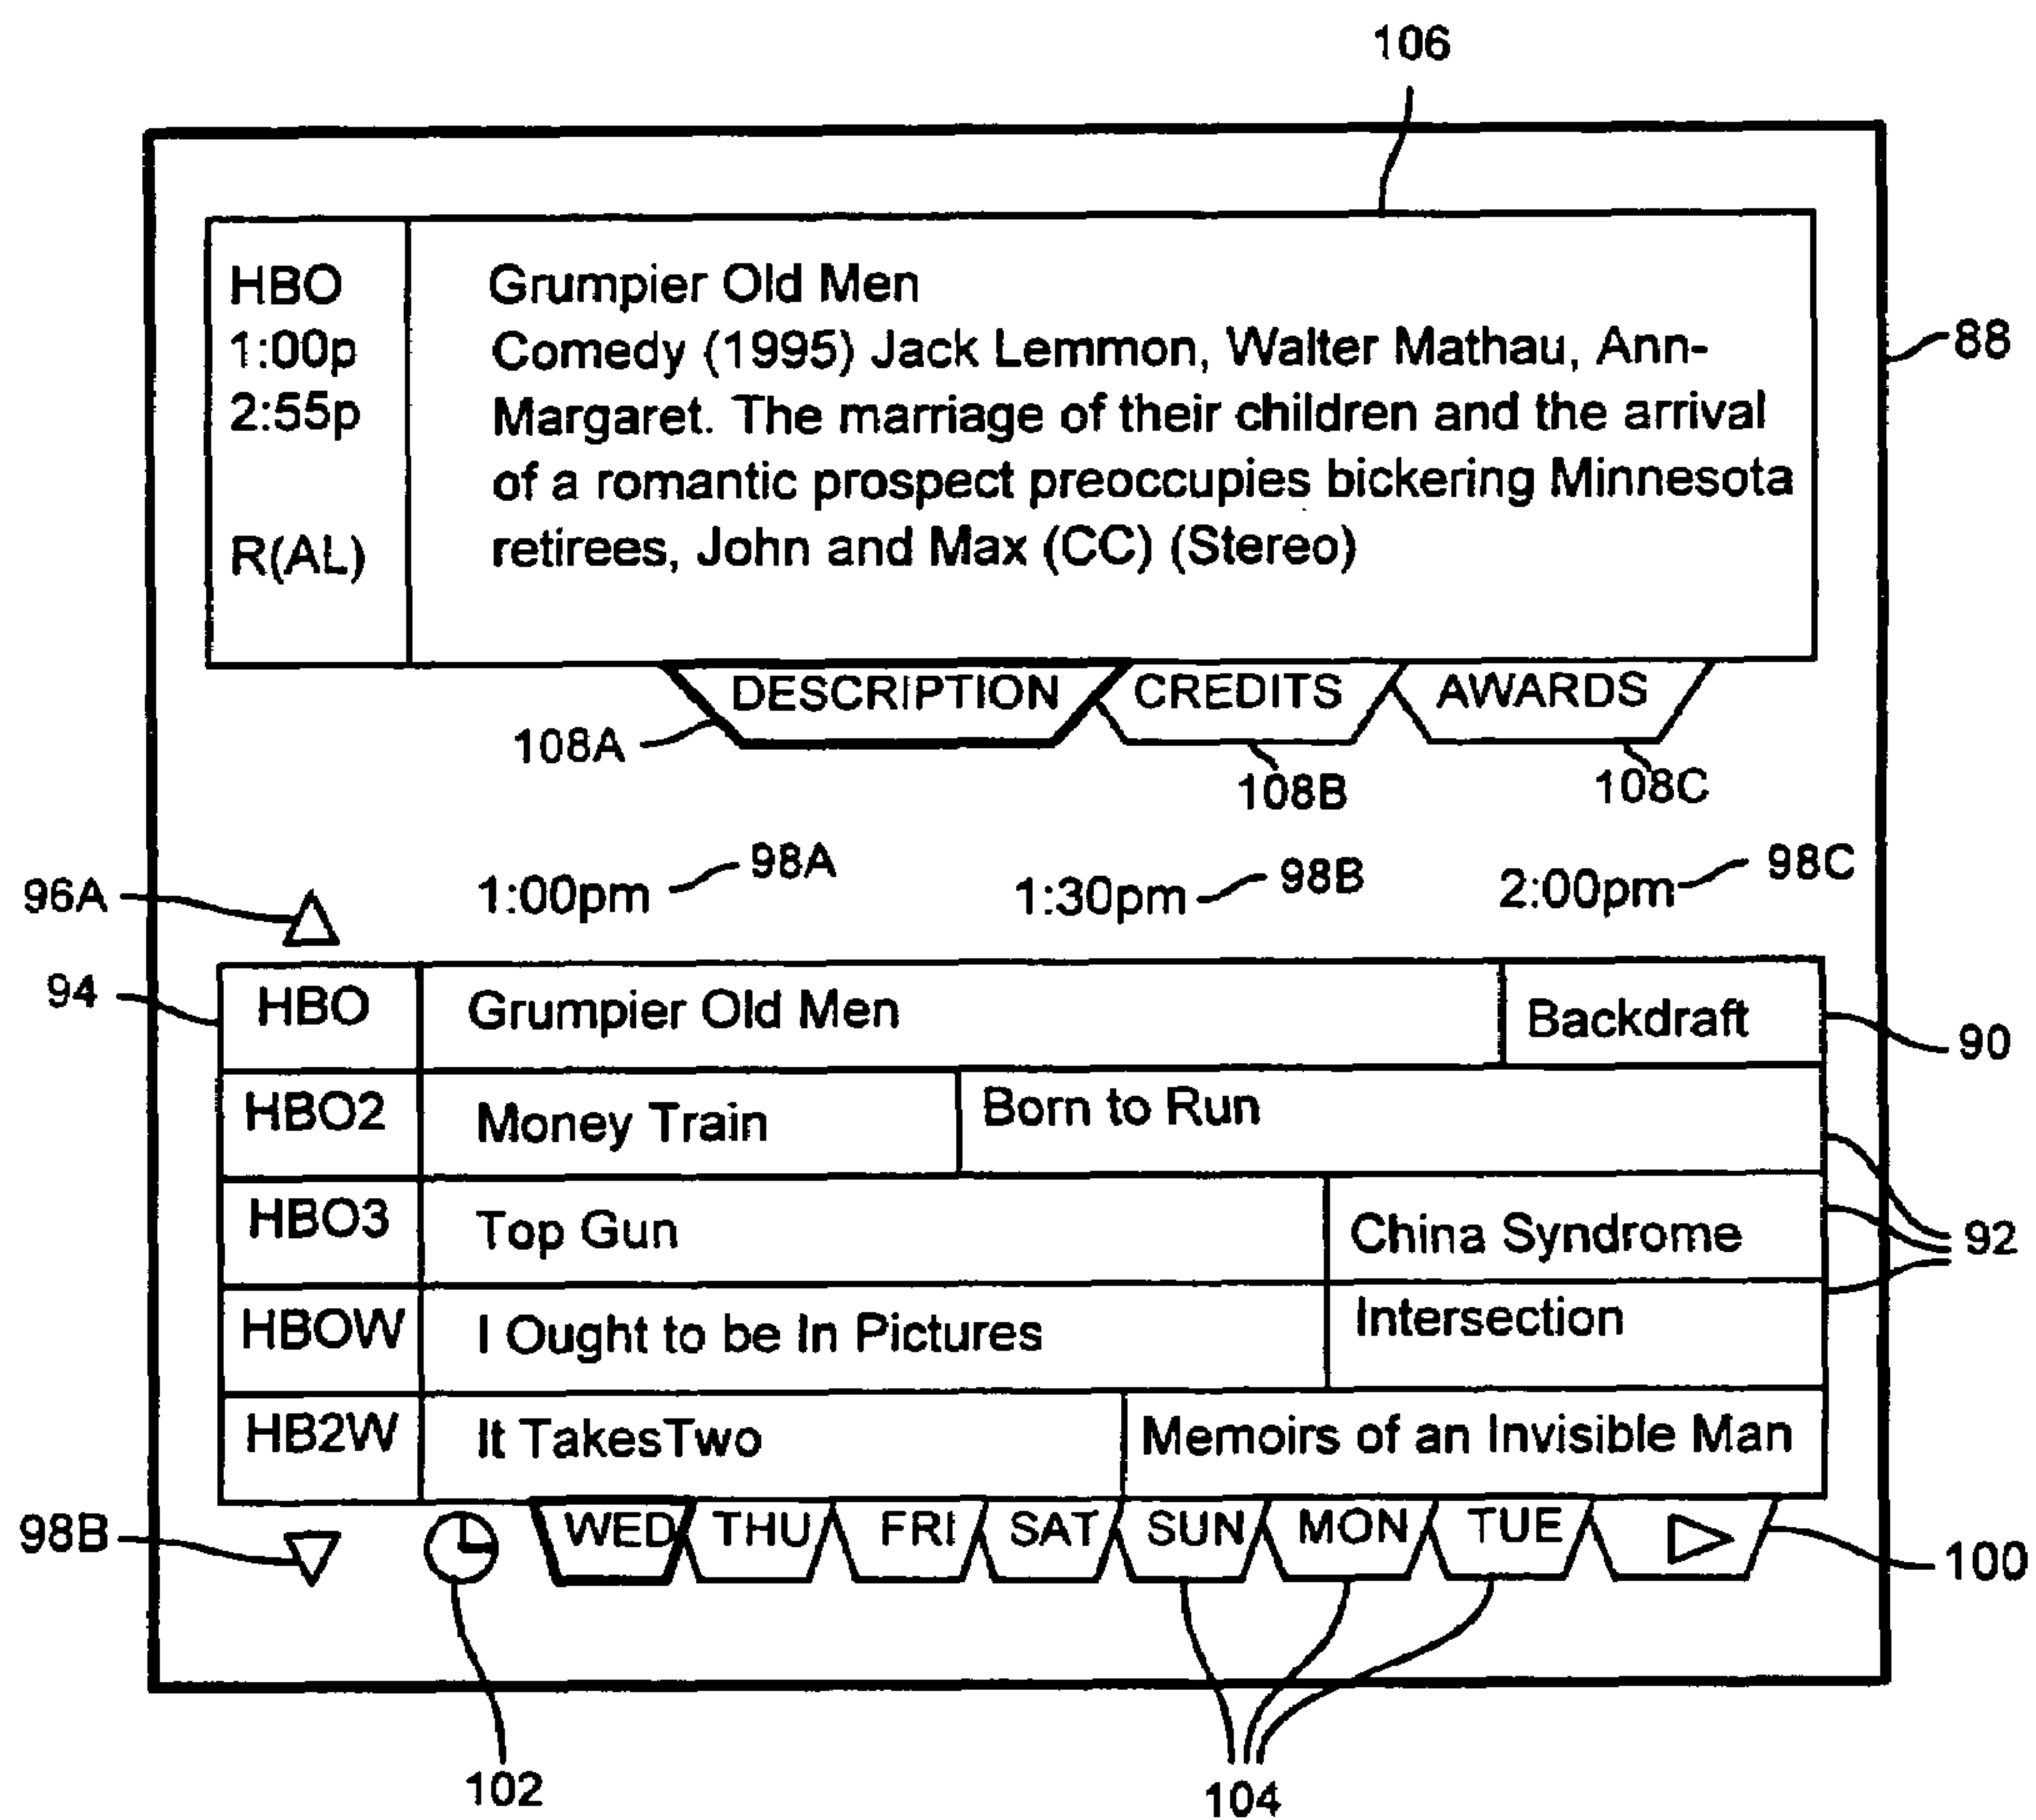 106
HBO
1:00p
2:55p
R(AL)
Grumpier Old Men
Comedy (1995) Jack Lemmon, Walter Mathau, Ann-
Margaret. The marriage of their children and the arrival
of a romantic prospect preoccupies bickering Minnesota
retirees, John and Max (CC) (Stereo)
88
DESCRIPTION CREDITS AWARDS
108A 108B 108C
96A 1:00pm 98A 1:30pm 98B 2:00pm 98C
94 HBO Grumpier Old Men Backdraft 90
HBO2 Money Train Born to Run
HBO3 Top Gun China Syndrome 92
HBOW I Ought to be In Pictures Intersection
HB2W It TakesTwo Memoirs of an Invisible Man
98B WED THU FRI SAT SUN MON TUE 100
102 104